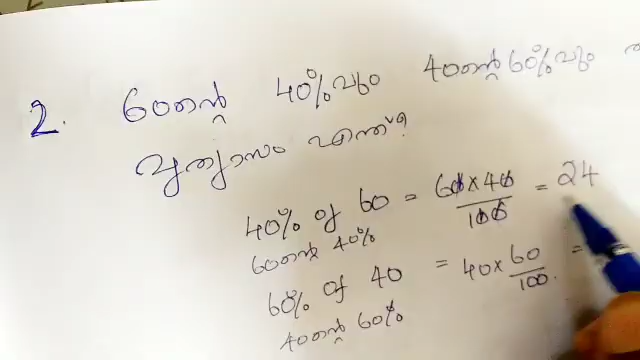 2. 60ന്റെ 40%വും 40ന്റെ 60%വും ത
വ്യത്യാസം എന്ത്?
40% of 60 = 60×40/100 = 24
60ന്റെ 40%
60% of 40 = 40×60/100 =
40ന്റെ 60%